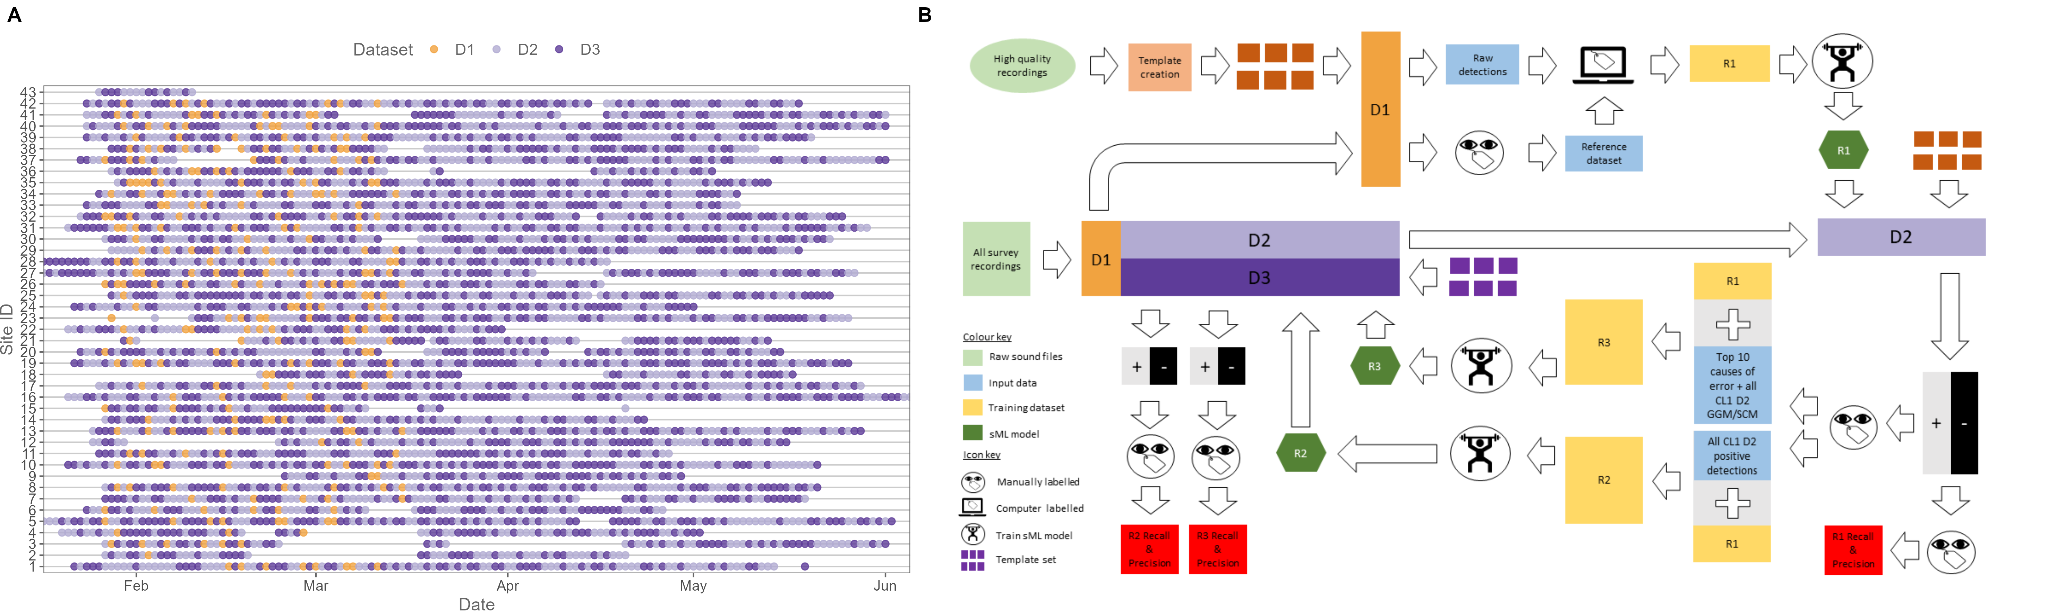 A
Dataset D1 D2 D3
43
42
41
40
39
38
37
36
35
34
33
32
31
30
29
28
27
26
25
24
23
22
21
20
19
18
17
16
15
14
13
12
11
10
9
8
7
6
5
4
3
2
1
Site ID
Feb Mar Apr May Jun
Date
B
High quality
recordings
Template
creation
D1
Raw
detections
R1
Reference
dataset
R1
All survey
recordings
D1
D2
D3
D2
Colour key
Raw sound files
Input data
Training dataset
sML model
Icon key
Manually labelled
Computer labelled
Train sML model
Template set
+ -
+ -
R2 Recall
&
Precision
R3 Recall
&
Precision
R3
R2
R3
R2
R1
Top 10
causes of
error + all
CL1 D2
GGM/SCM
All CL1 D2
positive
detections
R1
+ -
R1 Recall
&
Precision